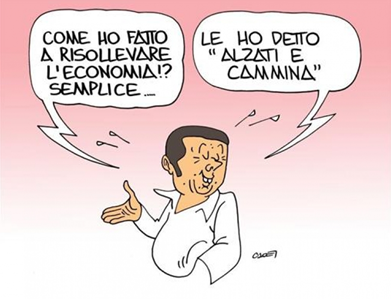 COME HO FATTO
A RISOLLEVARE
L'ECONOMIA!?
SEMPLICE....
LE HO DETTO
"ALZATI E
CAMMINA"